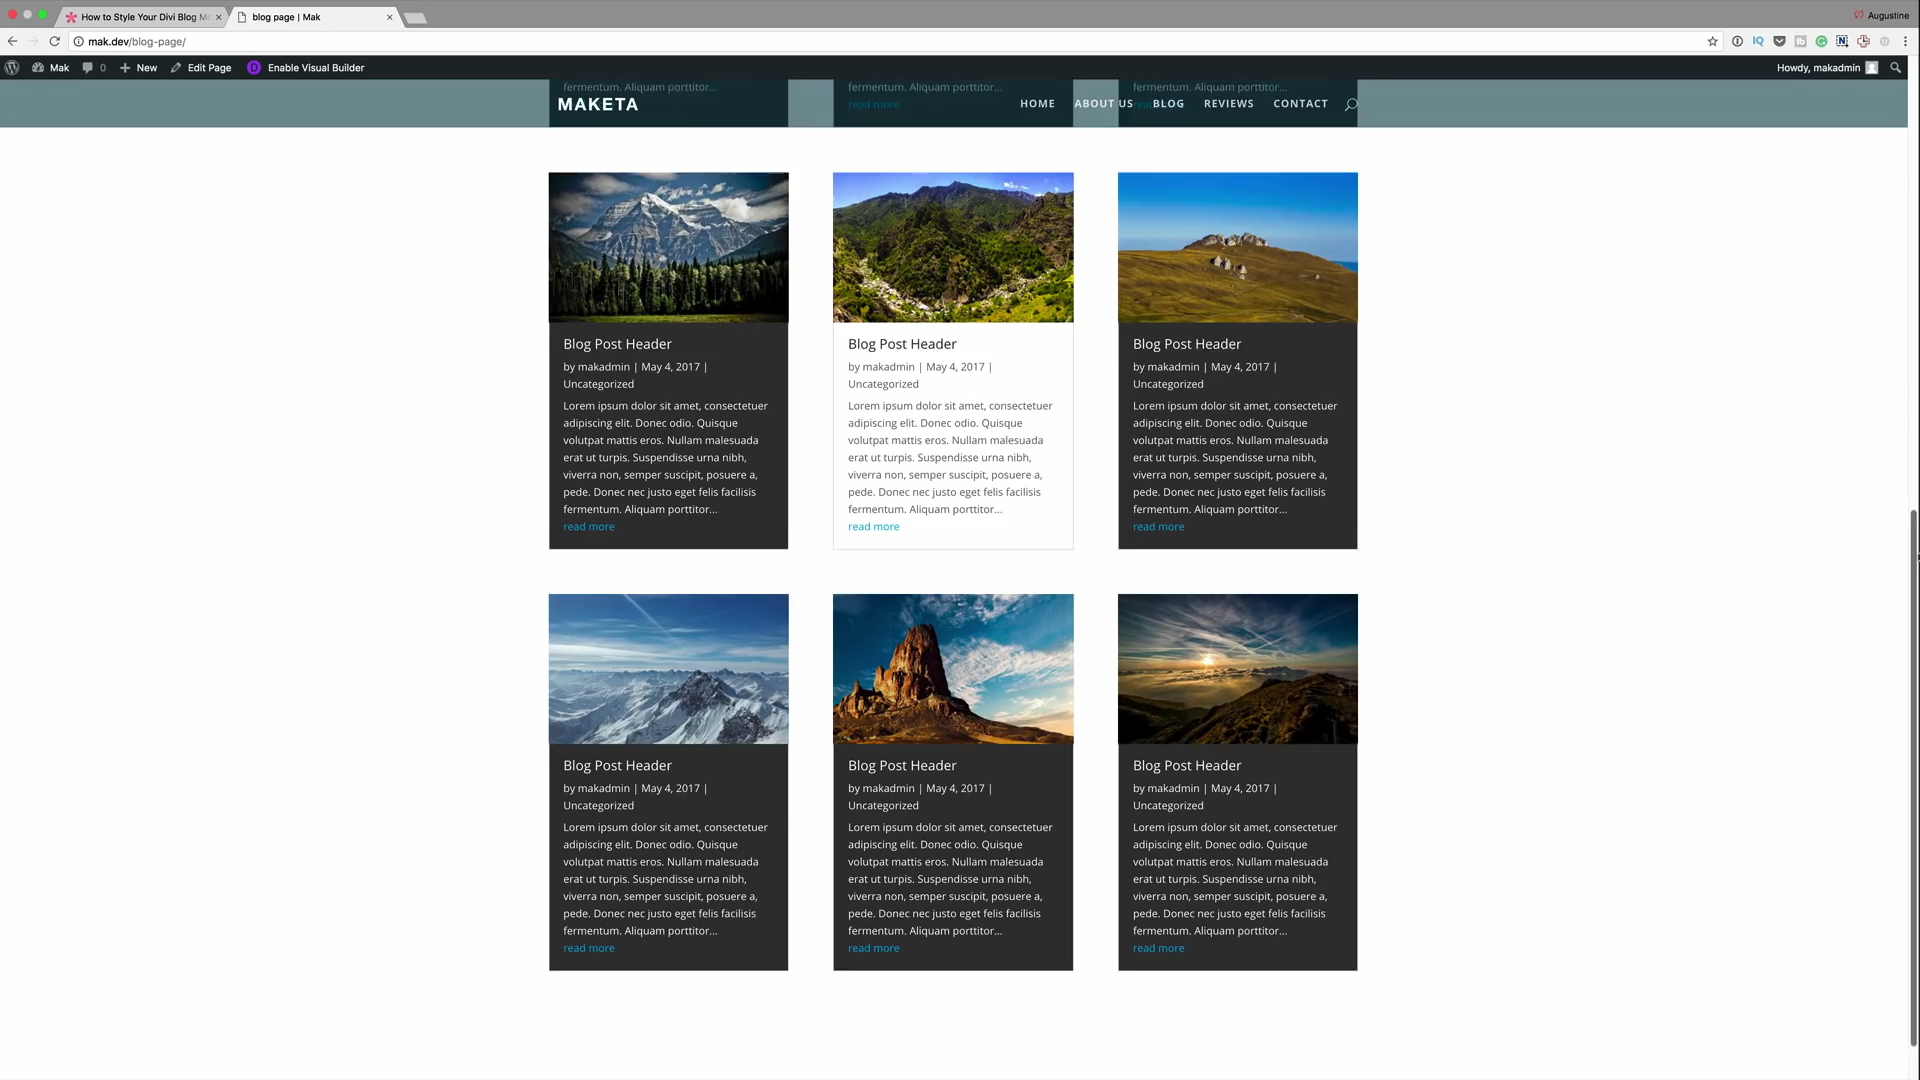 How to Style Your Divi Blog Mo
blog page | Mak
Augustine
mak.dev/blog-page/
Mak
0
New
Edit Page
Enable Visual Builder
Howdy, makadmin
fermentum. Aliquam porttitor...
fermentum. Aliquam porttitor...
fermentum. Aliquam porttitor...
MAKETA
read more
HOME
ABOUT US
BLOG
REVIEWS
CONTACT
Blog Post Header
by makadmin | May 4, 2017 |
Uncategorized
Lorem ipsum dolor sit amet, consectetuer
adipiscing elit. Donec odio. Quisque
volutpat mattis eros. Nullam malesuada
erat ut turpis. Suspendisse urna nibh,
viverra non, semper suscipit, posuere a,
pede. Donec nec justo eget felis facilisis
fermentum. Aliquam porttitor...
read more
Blog Post Header
by makadmin | May 4, 2017 |
Uncategorized
Lorem ipsum dolor sit amet, consectetuer
adipiscing elit. Donec odio. Quisque
volutpat mattis eros. Nullam malesuada
erat ut turpis. Suspendisse urna nibh,
viverra non, semper suscipit, posuere a,
pede. Donec nec justo eget felis facilisis
fermentum. Aliquam porttitor...
read more
Blog Post Header
by makadmin | May 4, 2017 |
Uncategorized
Lorem ipsum dolor sit amet, consectetuer
adipiscing elit. Donec odio. Quisque
volutpat mattis eros. Nullam malesuada
erat ut turpis. Suspendisse urna nibh,
viverra non, semper suscipit, posuere a,
pede. Donec nec justo eget felis facilisis
fermentum. Aliquam porttitor...
read more
Blog Post Header
by makadmin | May 4, 2017 |
Uncategorized
Lorem ipsum dolor sit amet, consectetuer
adipiscing elit. Donec odio. Quisque
volutpat mattis eros. Nullam malesuada
erat ut turpis. Suspendisse urna nibh,
viverra non, semper suscipit, posuere a,
pede. Donec nec justo eget felis facilisis
fermentum. Aliquam porttitor...
read more
Blog Post Header
by makadmin | May 4, 2017 |
Uncategorized
Lorem ipsum dolor sit amet, consectetuer
adipiscing elit. Donec odio. Quisque
volutpat mattis eros. Nullam malesuada
erat ut turpis. Suspendisse urna nibh,
viverra non, semper suscipit, posuere a,
pede. Donec nec justo eget felis facilisis
fermentum. Aliquam porttitor...
read more
Blog Post Header
by makadmin | May 4, 2017 |
Uncategorized
Lorem ipsum dolor sit amet, consectetuer
adipiscing elit. Donec odio. Quisque
volutpat mattis eros. Nullam malesuada
erat ut turpis. Suspendisse urna nibh,
viverra non, semper suscipit, posuere a,
pede. Donec nec justo eget felis facilisis
fermentum. Aliquam porttitor...
read more